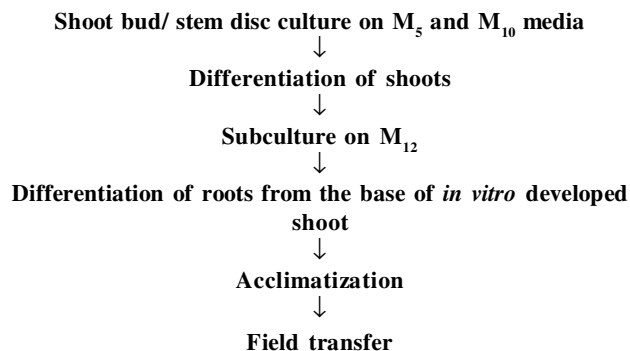 Shoot bud/ stem disc culture on M₅ and M₁₀ media
↓
Differentiation of shoots
↓
Subculture on M₁₂
↓
Differentiation of roots from the base of in vitro developed
shoot
↓
Acclimatization
↓
Field transfer